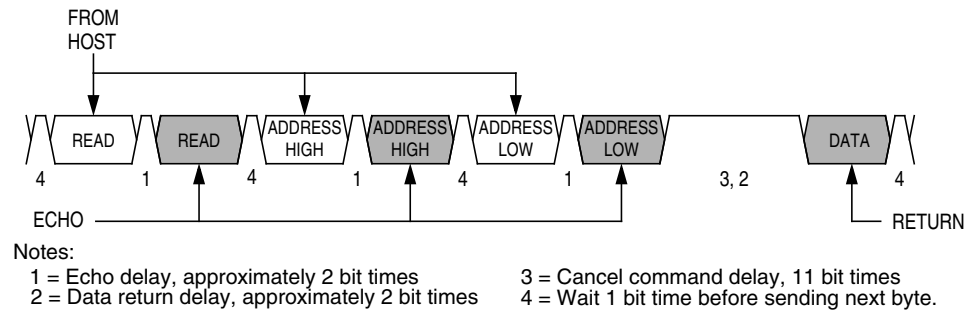 FROM
HOST
READ READ ADDRESS HIGH ADDRESS HIGH ADDRESS LOW ADDRESS LOW DATA
4 1 4 1 4 1 3, 2 4
ECHO RETURN
Notes:
1 = Echo delay, approximately 2 bit times 3 = Cancel command delay, 11 bit times
2 = Data return delay, approximately 2 bit times 4 = Wait 1 bit time before sending next byte.